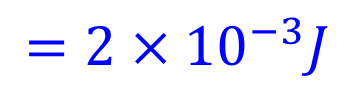 = 2 × 10⁻³J